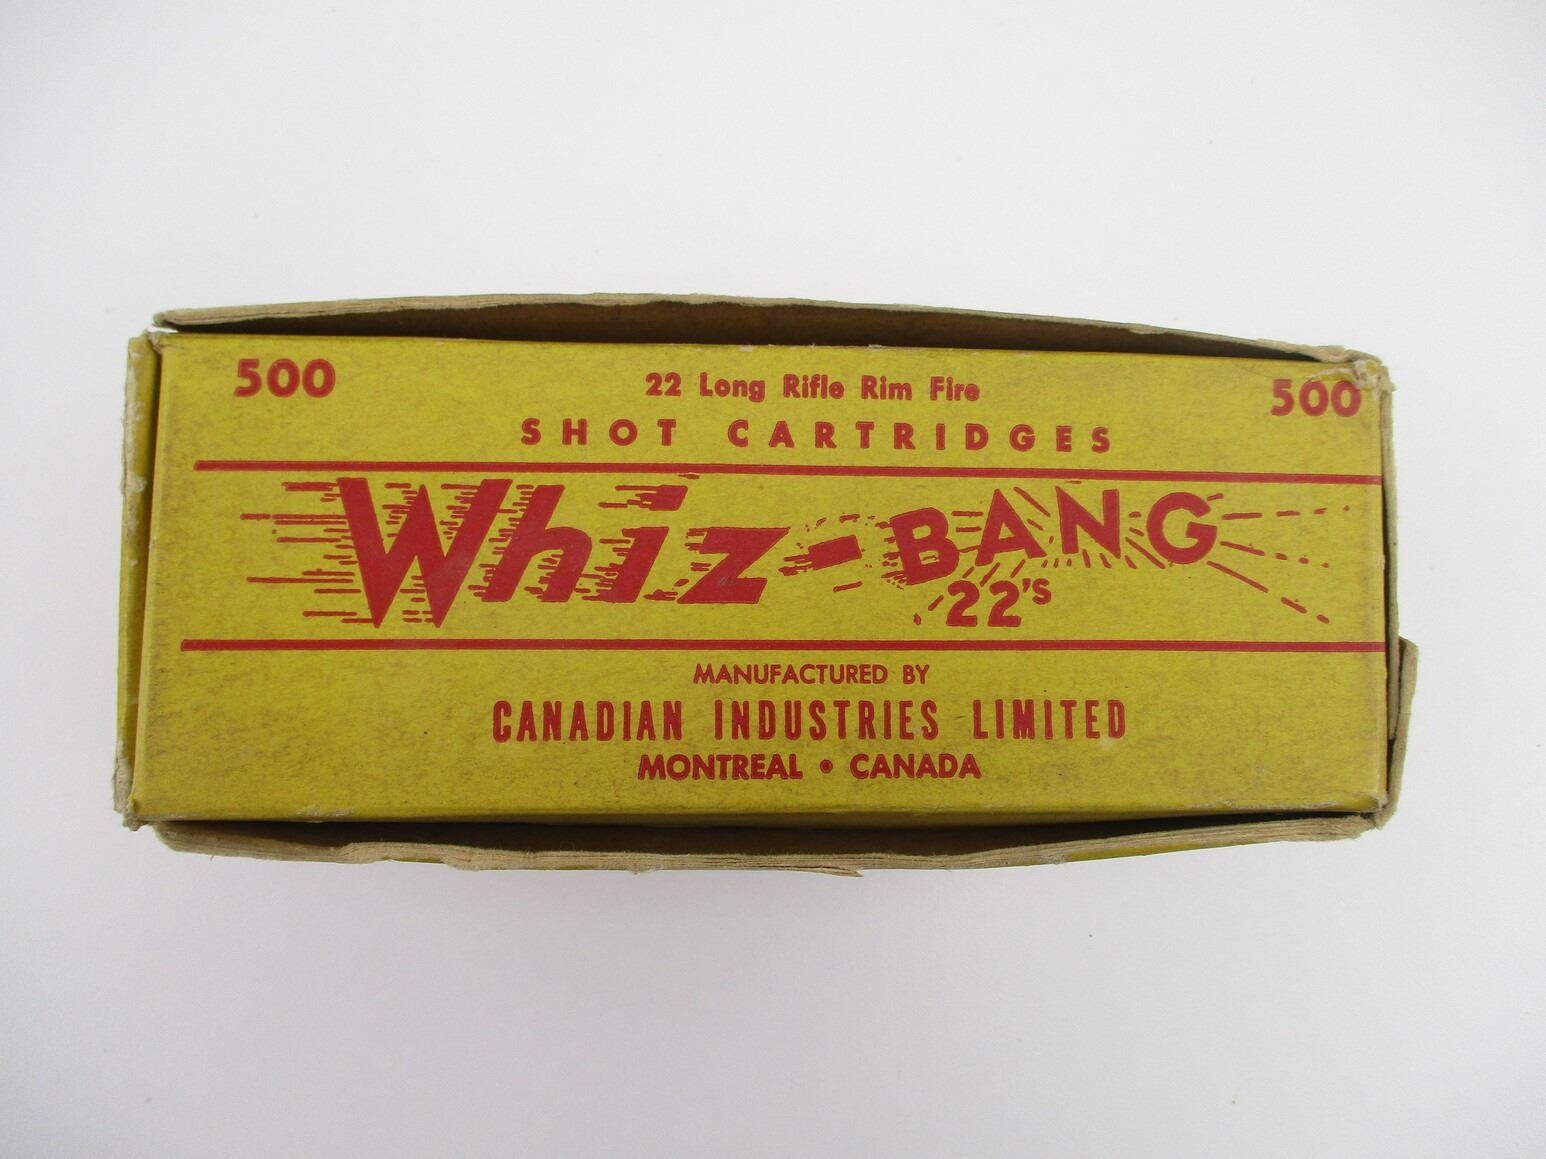 500 22 Long Rifle Rim Fire 500
SHOT CARTRIDGES
Whiz-BANG
22'S
MANUFACTURED BY
CANADIAN INDUSTRIES LIMITED
MONTREAL • CANADA